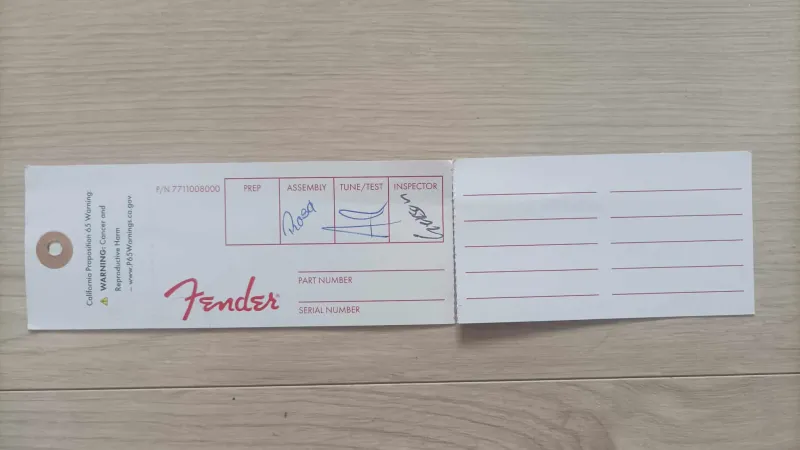 California Proposition 65 Warning:
⚠ WARNING: Cancer and
Reproductive Harm
– www.P65Warnings.ca.gov
P/N 7711008000
PREP
ASSEMBLY
TUNE/TEST
INSPECTOR
Fender
PART NUMBER
SERIAL NUMBER